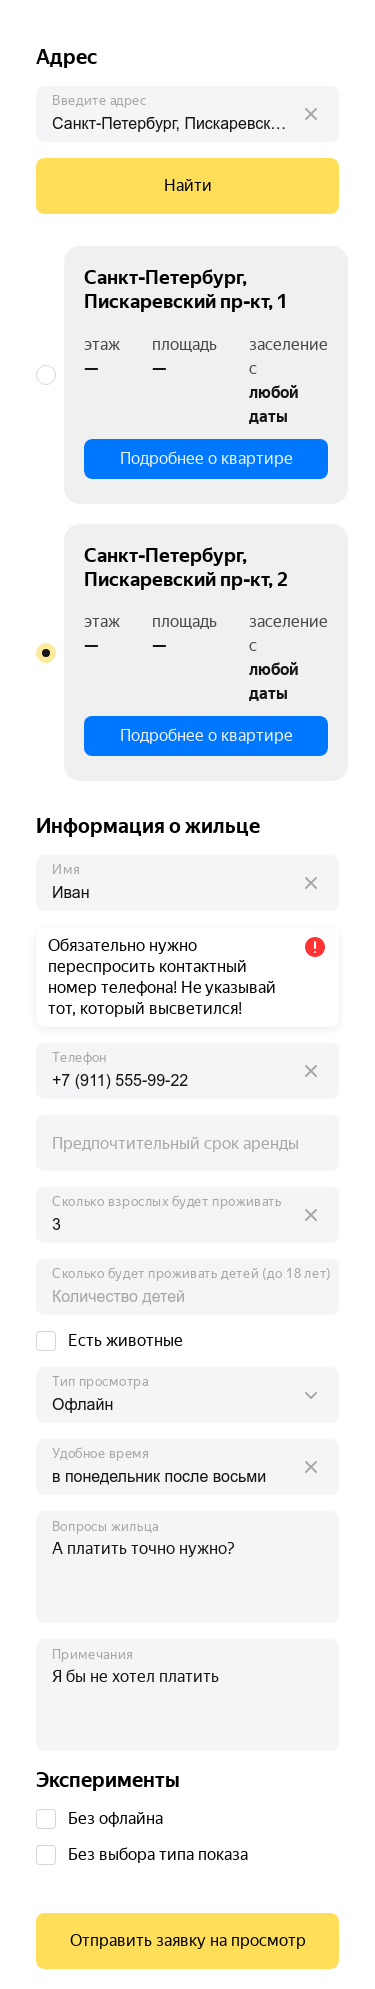 Адрес
Введите адрес
Санкт-Петербург, Пискаревск...
Найти
Санкт-Петербург,
Пискаревский пр-кт, 1
этаж площадь заселение
— — с
любой
даты
Подробнее о квартире
Санкт-Петербург,
Пискаревский пр-кт, 2
этаж площадь заселение
— — с
любой
даты
Подробнее о квартире
Информация о жильце
Имя
Иван
Обязательно нужно
переспросить контактный
номер телефона! Не указывай
тот, который высветился!
Телефон
+7 (911) 555-99-22
Предпочтительный срок аренды
Сколько взрослых будет проживать
3
Сколько будет проживать детей (до 18 лет)
Количество детей
Есть животные
Тип просмотра
Офлайн
Удобное время
в понедельник после восьми
Вопросы жильца
А платить точно нужно?
Примечания
Я бы не хотел платить
Эксперименты
Без офлайна
Без выбора типа показа
Отправить заявку на просмотр